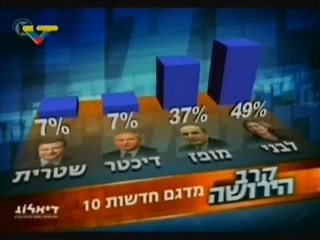 49% 37% 7% 7%
לבני מופז דיכטר שטרית
קרב
הירושה
מדגם חדשות 10
דיאלוג